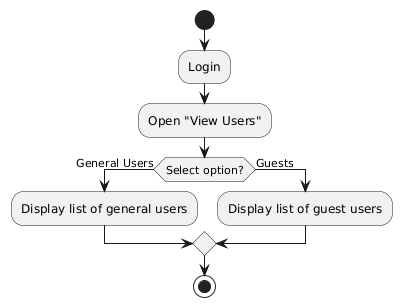 Login
Open "View Users"
General Users
Select option?
Guests
Display list of general users
Display list of guest users